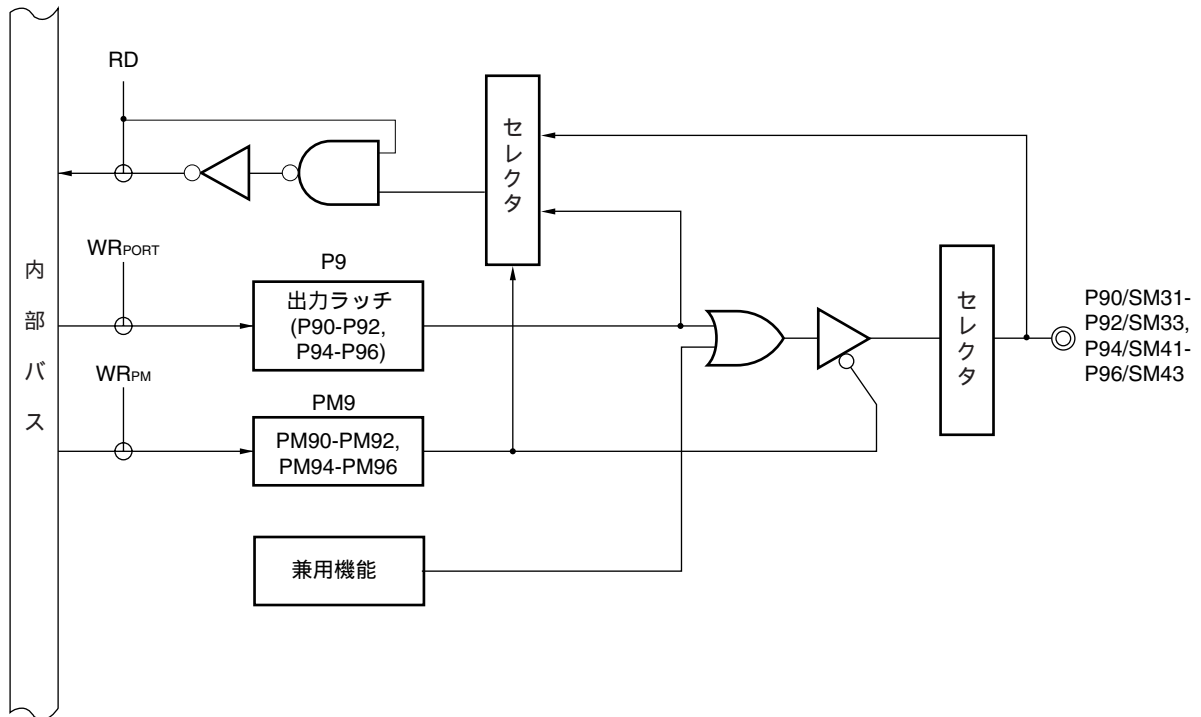 RD
セレクタ
WRPORT
P9
内部バス
出力ラッチ
(P90-P92,
P94-P96)
セレクタ
P90/SM31-
P92/SM33,
P94/SM41-
P96/SM43
WRPM
PM9
PM90-PM92,
PM94-PM96
兼用機能